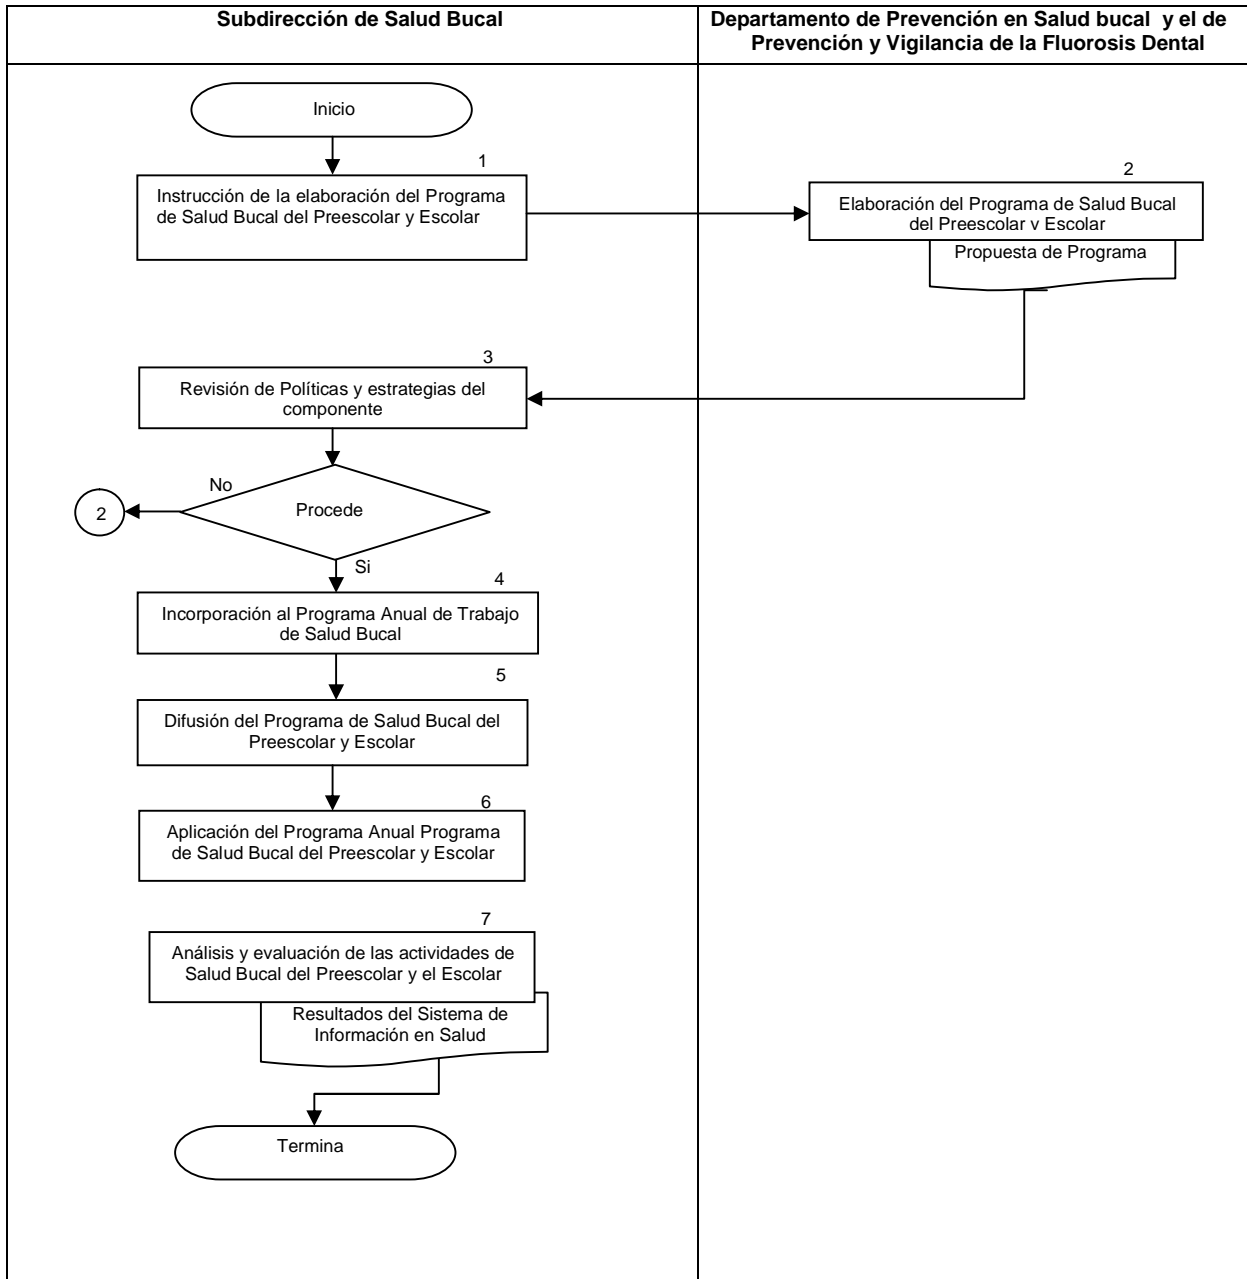 Subdirección de Salud Bucal
Departamento de Prevención en Salud bucal y el de
Prevención y Vigilancia de la Fluorosis Dental
Inicio
1
Instrucción de la elaboración del Programa
de Salud Bucal del Preescolar y Escolar
2
Elaboración del Programa de Salud Bucal
del Preescolar y Escolar
Propuesta de Programa
3
Revisión de Políticas y estrategias del
componente
No
Procede
2
Si
4
Incorporación al Programa Anual de Trabajo
de Salud Bucal
5
Difusión del Programa de Salud Bucal del
Preescolar y Escolar
6
Aplicación del Programa Anual Programa
de Salud Bucal del Preescolar y Escolar
7
Análisis y evaluación de las actividades de
Salud Bucal del Preescolar y el Escolar
Resultados del Sistema de
Información en Salud
Termina